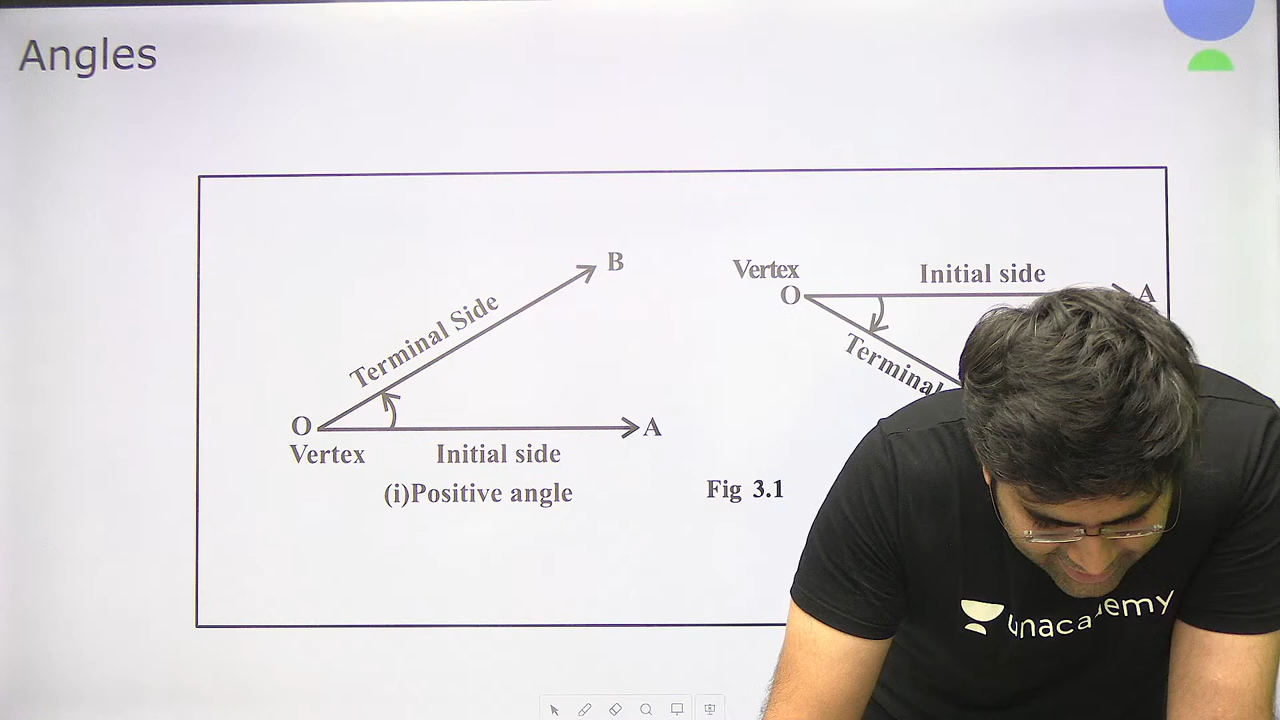 Angles
B
Terminal Side
O
A
Vertex
Initial side
(i)Positive angle
Vertex
Initial side
O
A
Terminal
Fig 3.1
unacademy